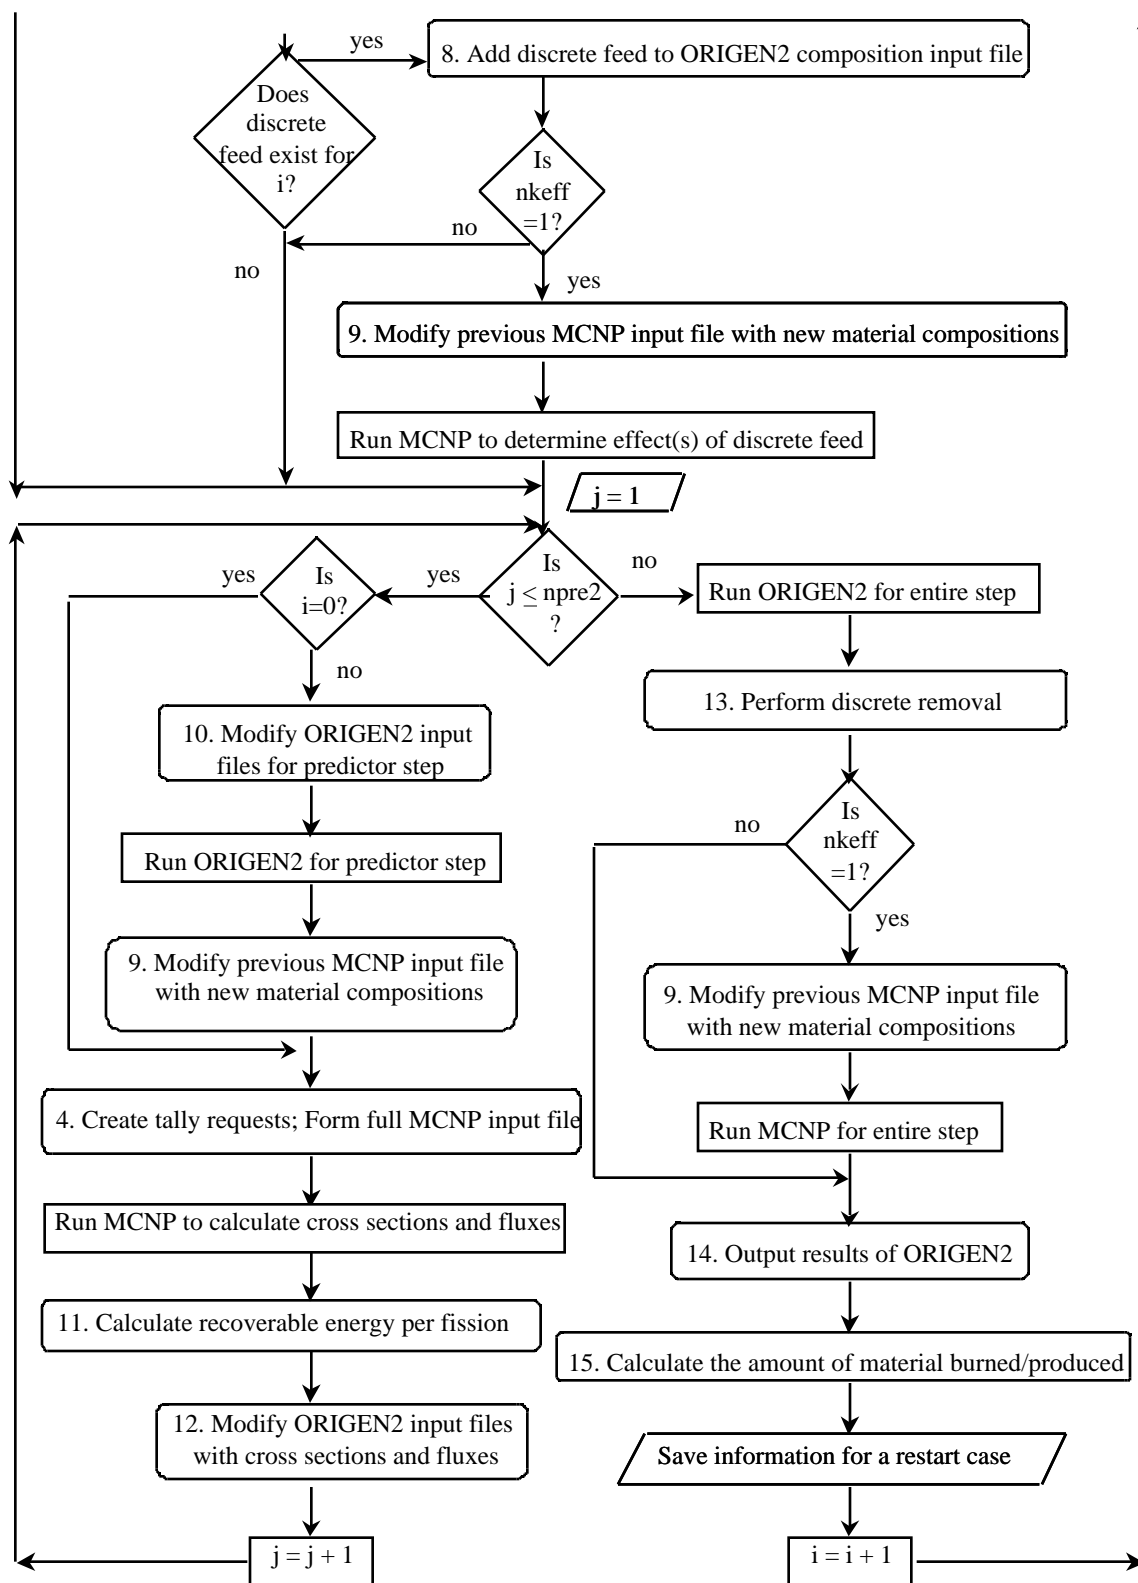 yes
8. Add discrete feed to ORIGEN2 composition input file
Does
discrete
feed exist for
i?
Is
nkeff
=1?
no
no
yes
9. Modify previous MCNP input file with new material compositions
Run MCNP to determine effect(s) of discrete feed
j = 1
Is
j ≤ npre2
?
yes
no
Is
i=0?
yes
no
Run ORIGEN2 for entire step
13. Perform discrete removal
10. Modify ORIGEN2 input
files for predictor step
Is
nkeff
=1?
no
yes
Run ORIGEN2 for predictor step
9. Modify previous MCNP input file
with new material compositions
9. Modify previous MCNP input file
with new material compositions
4. Create tally requests; Form full MCNP input file
Run MCNP for entire step
Run MCNP to calculate cross sections and fluxes
14. Output results of ORIGEN2
11. Calculate recoverable energy per fission
15. Calculate the amount of material burned/produced
12. Modify ORIGEN2 input files
with cross sections and fluxes
Save information for a restart case
j = j + 1
i = i + 1